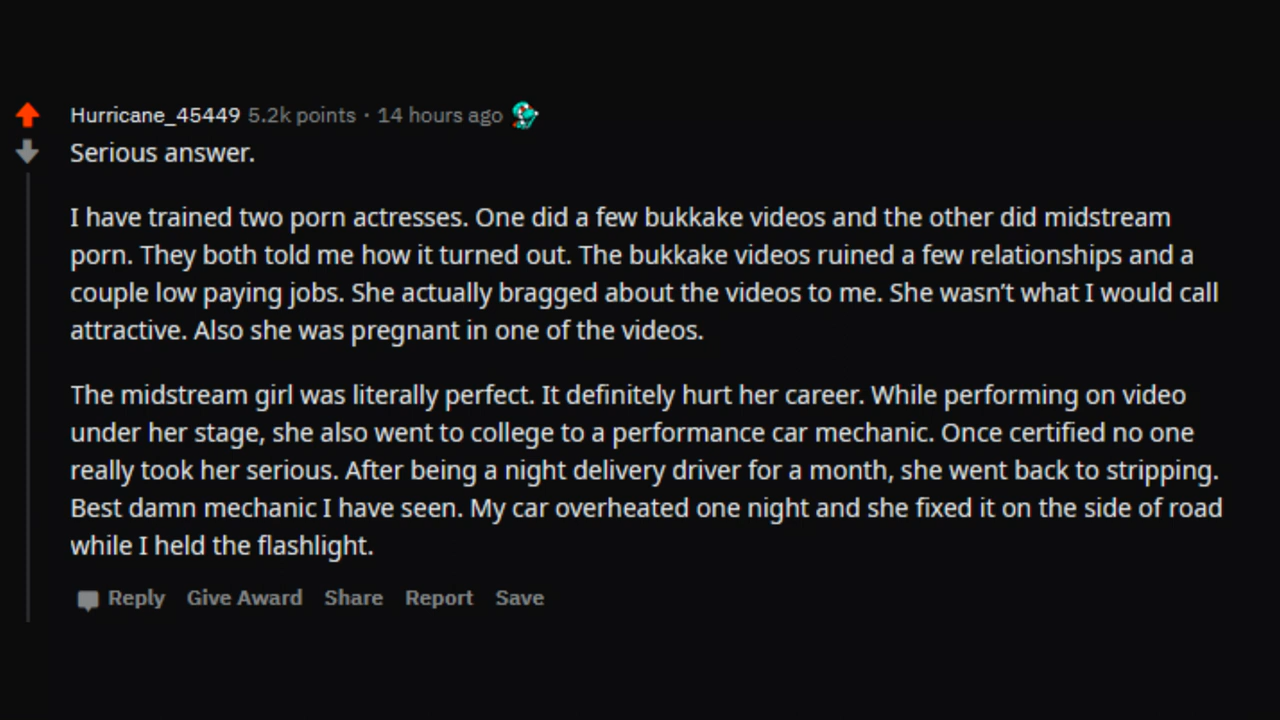 Hurricane_45449 5.2k points · 14 hours ago
Serious answer.
I have trained two porn actresses. One did a few bukkake videos and the other did midstream
porn. They both told me how it turned out. The bukkake videos ruined a few relationships and a
couple low paying jobs. She actually bragged about the videos to me. She wasn’t what I would call
attractive. Also she was pregnant in one of the videos.
The midstream girl was literally perfect. It definitely hurt her career. While performing on video
under her stage, she also went to college to a performance car mechanic. Once certified no one
really took her serious. After being a night delivery driver for a month, she went back to stripping.
Best damn mechanic I have seen. My car overheated one night and she fixed it on the side of road
while I held the flashlight.
Reply Give Award Share Report Save